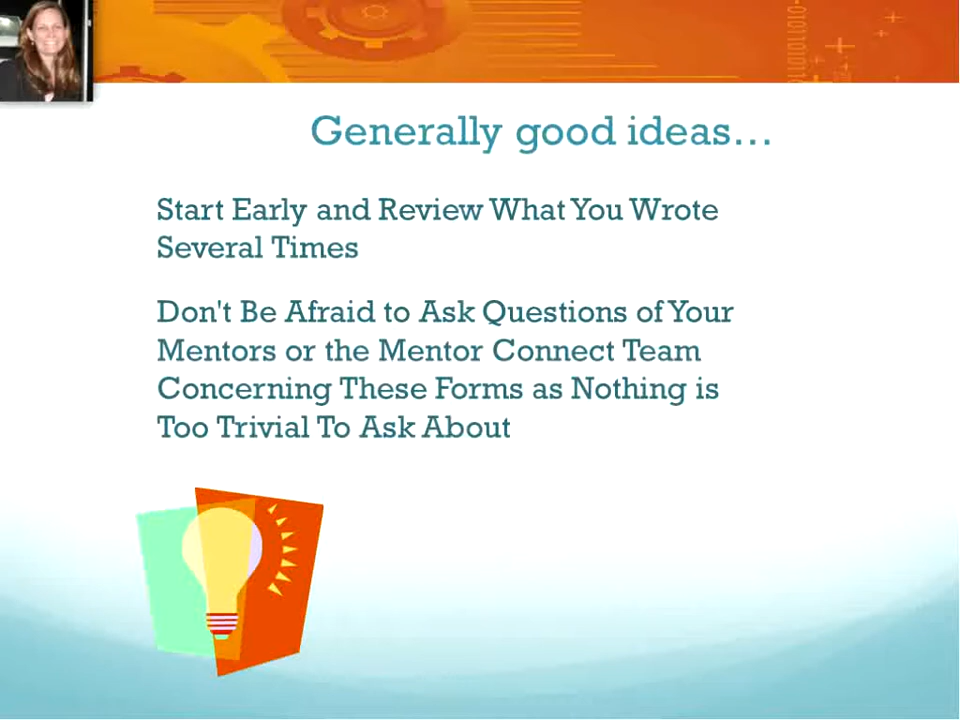 Generally good ideas…
Start Early and Review What You Wrote
Several Times
Don't Be Afraid to Ask Questions of Your
Mentors or the Mentor Connect Team
Concerning These Forms as Nothing is
Too Trivial To Ask About